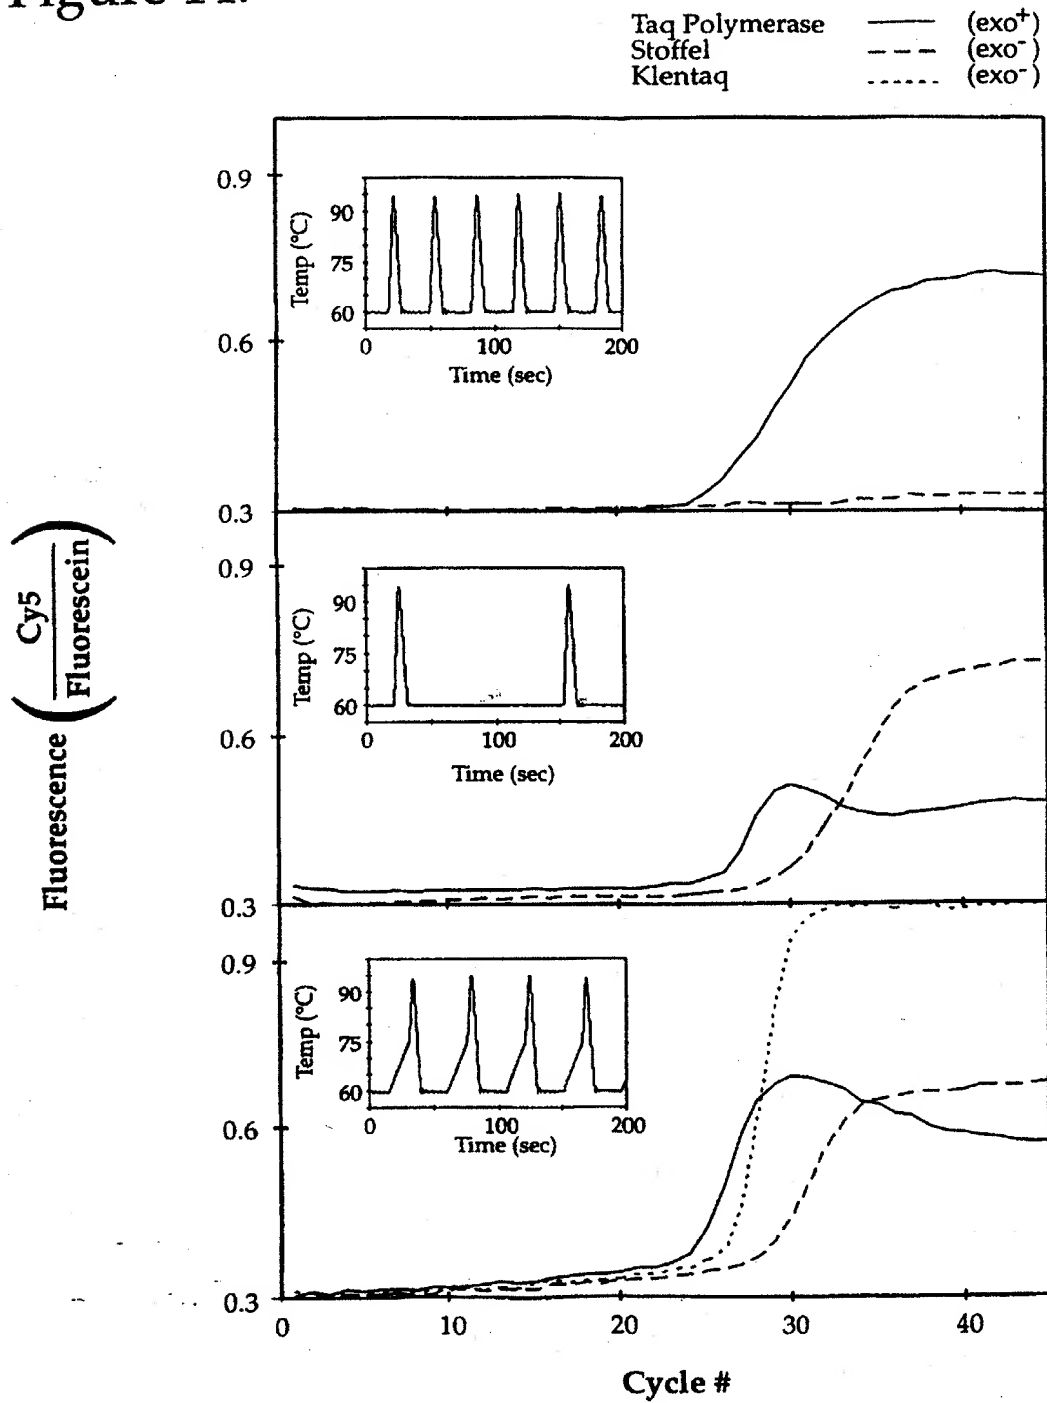 Taq Polymerase (exo+)
Stoffel (exo-)
Klentaq (exo-)
Fluorescence (Cy5 / Fluorescein)
0.9
0.6
0.3
Temp (°C)
90
75
60
0 100 200
Time (sec)
0.9
0.6
0.3
Temp (°C)
90
75
60
0 100 200
Time (sec)
0.9
0.6
0.3
Temp (°C)
90
75
60
0 100 200
Time (sec)
0 10 20 30 40
Cycle #